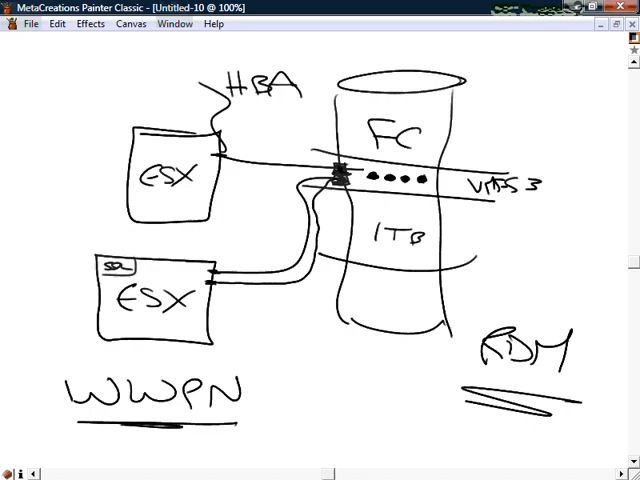 MetaCreations Painter Classic - [Untitled-10 @ 100%]
File Edit Effects Canvas Window Help
HBA
FC
ESX
VMFS 3
1TB
SQL
ESX
RDM
WWPN